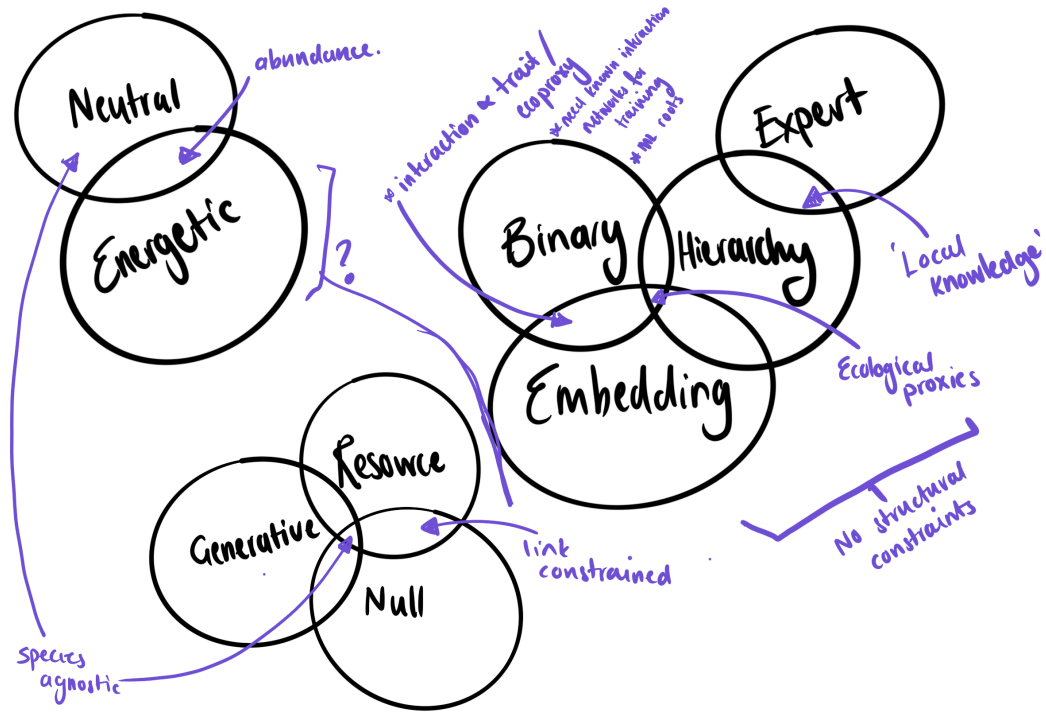 Neutral
abundance.
Energetic
?
∞ interaction ∝ trait /
ecoproxy
* need known interaction
networks for
training
* ML roots
Expert
Binary
Hierarchy
'Local
knowledge'
Embedding
Ecological
proxies
No structural
constraints
Resource
Generative
Null
link
constrained
species
agnostic